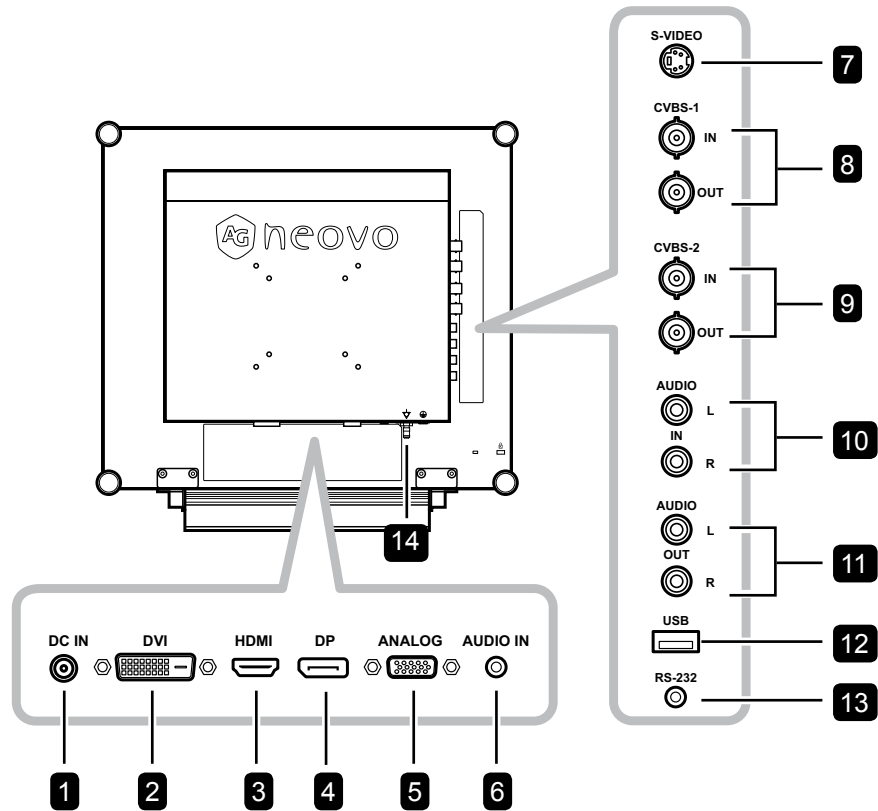 S-VIDEO
7
CVBS-1
IN
8
OUT
AG neovo
CVBS-2
IN
9
OUT
AUDIO
L
IN
10
R
AUDIO
L
OUT
11
R
14
USB
12
RS-232
13
DC IN
DVI
HDMI
DP
ANALOG
AUDIO IN
1
2
3
4
5
6